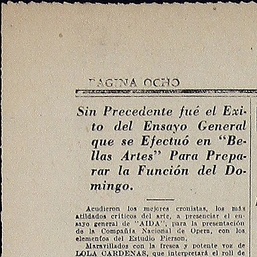 PAGINA OCHO
Sin Precedente fué el Exi-
to del Ensayo General
que se Efectuó en "Be-
llas Artes" Para Prepa-
rar la Función del Do-
mingo.
Acudieron los mejores cronistas, los más
atildados críticos del arte, a presenciar el en-
sayo general de "AIDA", para la presentación
de la Compañía Nacional de Opera, con los
elementos del Estudio Pierson.
Maravillados con la fresca y potente voz de
LOLA CARDENAS, que interpretará el roll de